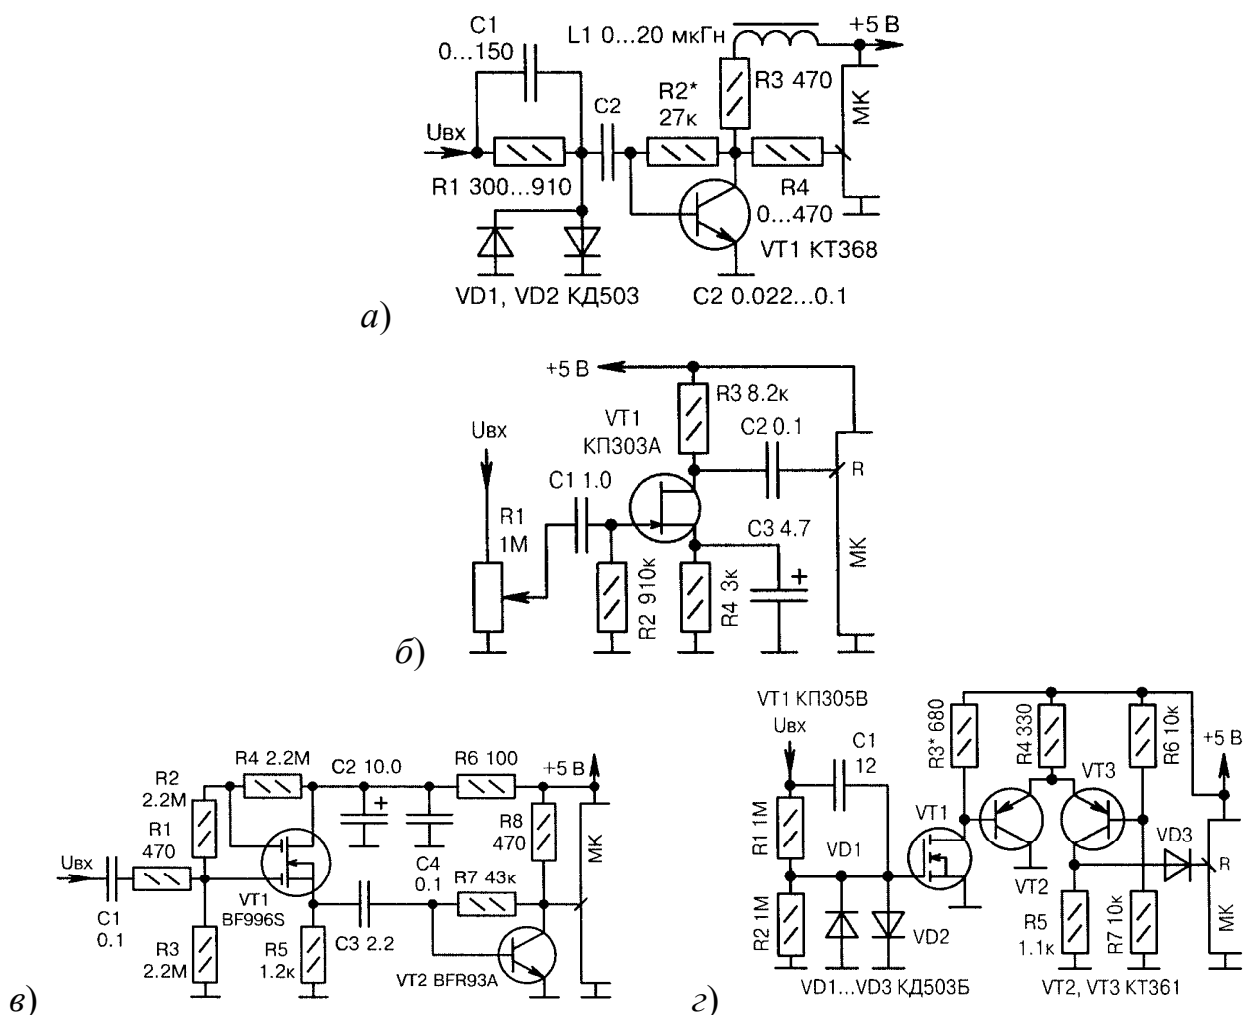 C1
0...150
L1 0...20 мкГн
+5 В
R3 470
R2*
27к
C2
МК
Uвх
R1 300...910
R4
0...470
VT1 КТ368
VD1, VD2 КД503
C2 0.022...0.1
а)
+5 В
R3 8.2к
VT1
КП303А
C2 0.1
Uвх
C1 1.0
R
R1
1М
C3 4.7
МК
+
R2 910к
R4 3к
б)
R4 2.2М
C2 10.0
R6 100
+5 В
R2
2.2М
+
R1
470
R8
470
МК
Uвх
C4
0.1
VT1
BF996S
R7 43к
C1
0.1
R3
2.2М
R5
1.2к
C3 2.2
VT2 BFR93A
в)
VT1 КП305В
Uвх
R3* 680
R4 330
R6 10к
+5 В
C1
12
VT3
VT1
R1 1М
VD1
VD3
R
VT2
R2 1М
VD2
R5
1.1к
R7 10к
МК
VD1...VD3 КД503Б
VT2, VT3 КТ361
г)